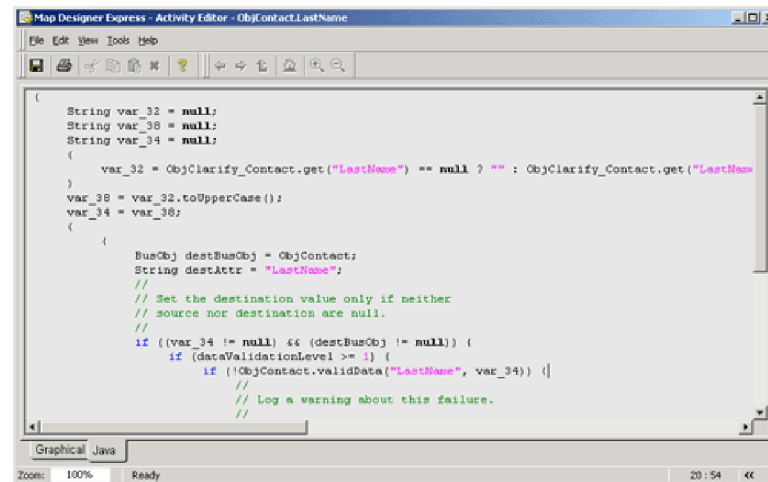 Map Designer Express - Activity Editor - ObjContact.LastName
File Edit View Tools Help
{
String var_32 = null;
String var_38 = null;
String var_34 = null;
{
var_32 = ObjClarify_Contact.get("LastName") == null ? "" : ObjClarify_Contact.get("LastName
}
var_38 = var_32.toUpperCase();
var_34 = var_38;
{
{
BusObj destBusObj = ObjContact;
String destAttr = "LastName";
//
// Set the destination value only if neither
// source nor destination are null.
//
if ((var_34 != null) && (destBusObj != null)) {
if (dataValidationLevel >= 1) {
if (!ObjContact.validData("LastName", var_34)) {
//
// Log a warning about this failure.
//
Graphical Java
Zoom: 100% Ready 20 : 54 «